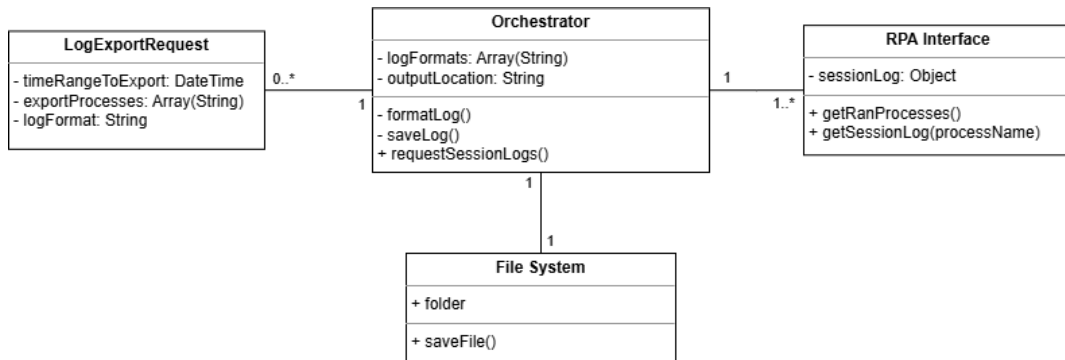 LogExportRequest
- timeRangeToExport: DateTime
- exportProcesses: Array(String)
- logFormat: String
0..*
1
Orchestrator
- logFormats: Array(String)
- outputLocation: String
- formatLog()
- saveLog()
+ requestSessionLogs()
1
1..*
RPA Interface
- sessionLog: Object
+ getRanProcesses()
+ getSessionLog(processName)
1
1
File System
+ folder
+ saveFile()